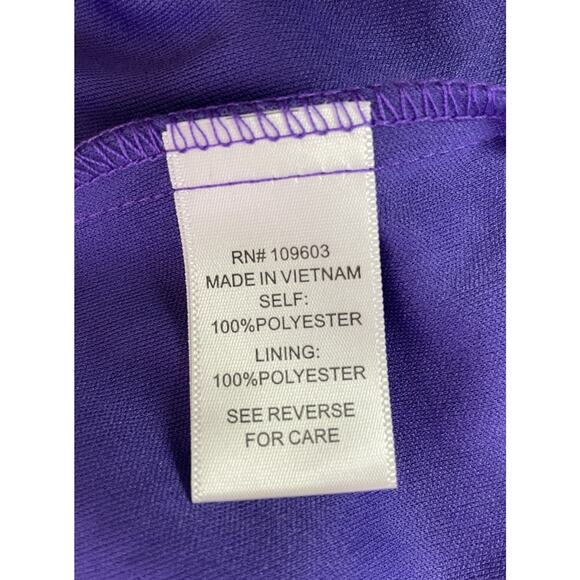 RN# 109603
MADE IN VIETNAM
SELF:
100%POLYESTER
LINING:
100%POLYESTER
SEE REVERSE
FOR CARE